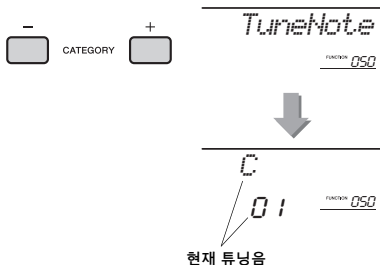 − +
CATEGORY
TuneNote
FUNCTION 050
C
01 FUNCTION 050
현재 튜닝음